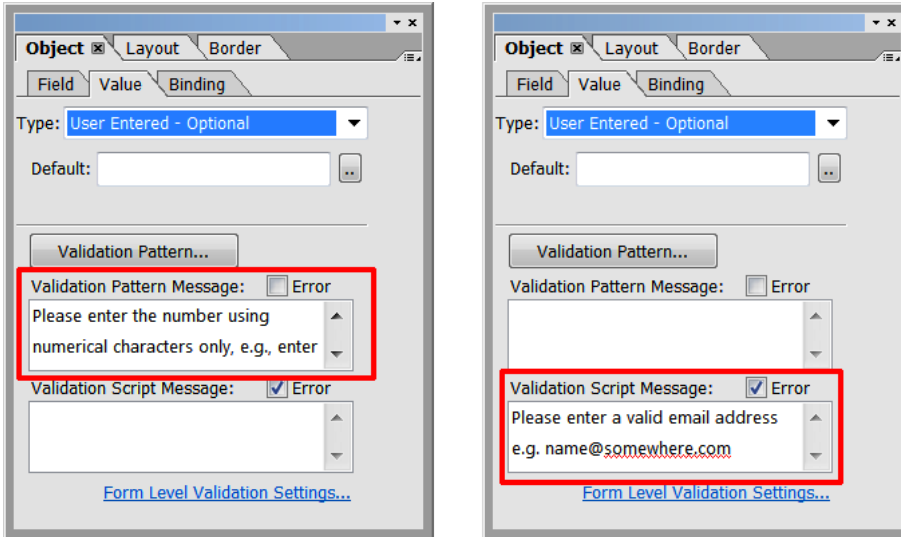 Object Layout Border
Field Value Binding
Type: User Entered - Optional
Default:
..
Validation Pattern...
Validation Pattern Message: Error
Please enter the number using
numerical characters only, e.g., enter
Validation Script Message: Error
Form Level Validation Settings...
Object Layout Border
Field Value Binding
Type: User Entered - Optional
Default:
..
Validation Pattern...
Validation Pattern Message: Error
Validation Script Message: Error
Please enter a valid email address
e.g. name@somewhere.com
Form Level Validation Settings...